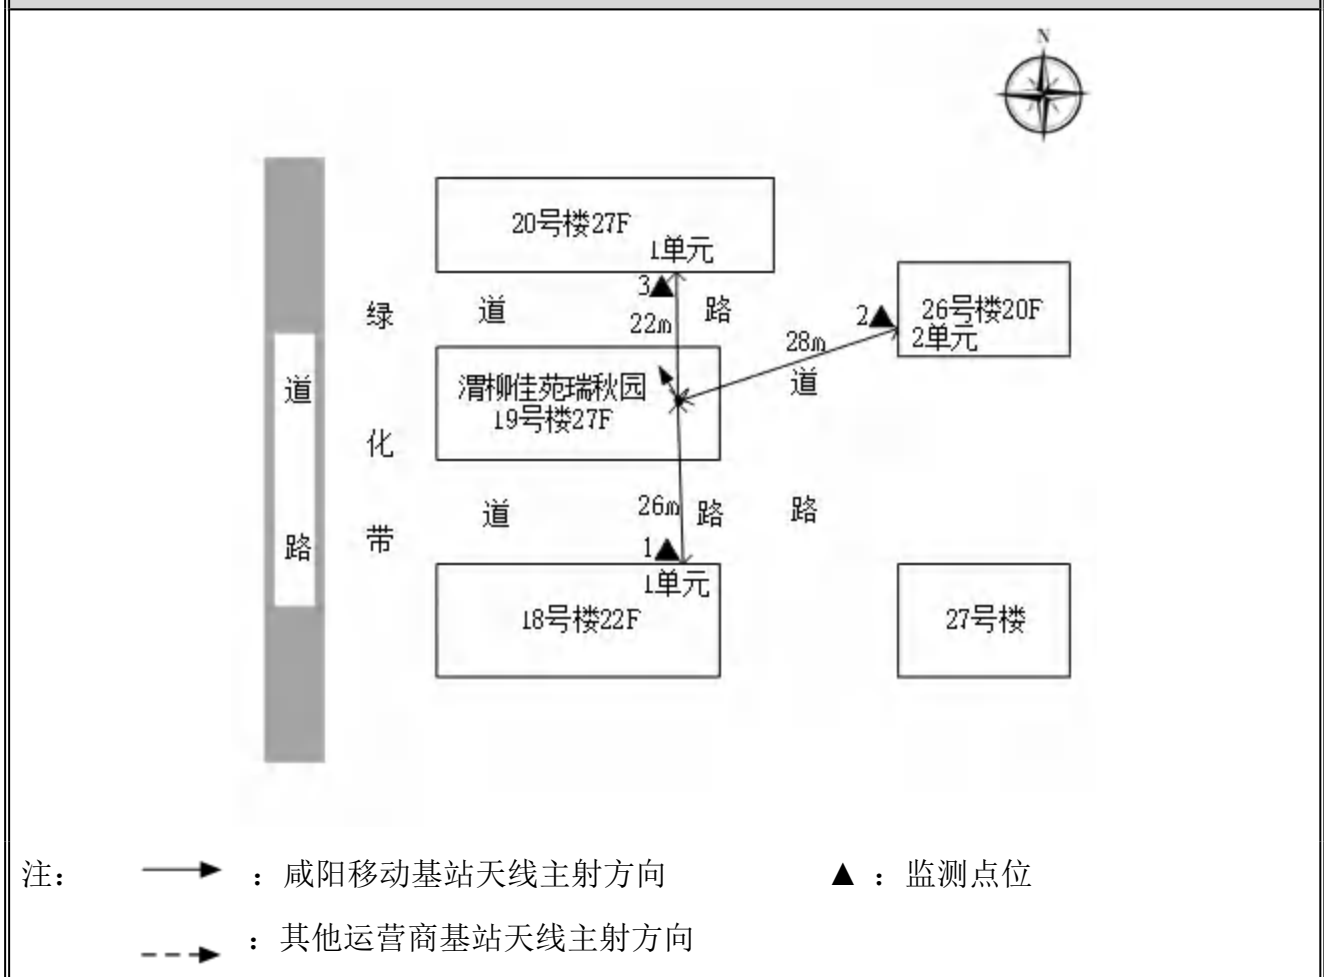 N
20号楼27F
1单元
3
绿
道
路
22m
2
26号楼20F
2单元
28m
道
道
渭柳佳苑瑞秋园
19号楼27F
化
26m
道
路
路
带
路
1
1单元
18号楼22F
27号楼
注：
：咸阳移动基站天线主射方向
▲：监测点位
：其他运营商基站天线主射方向